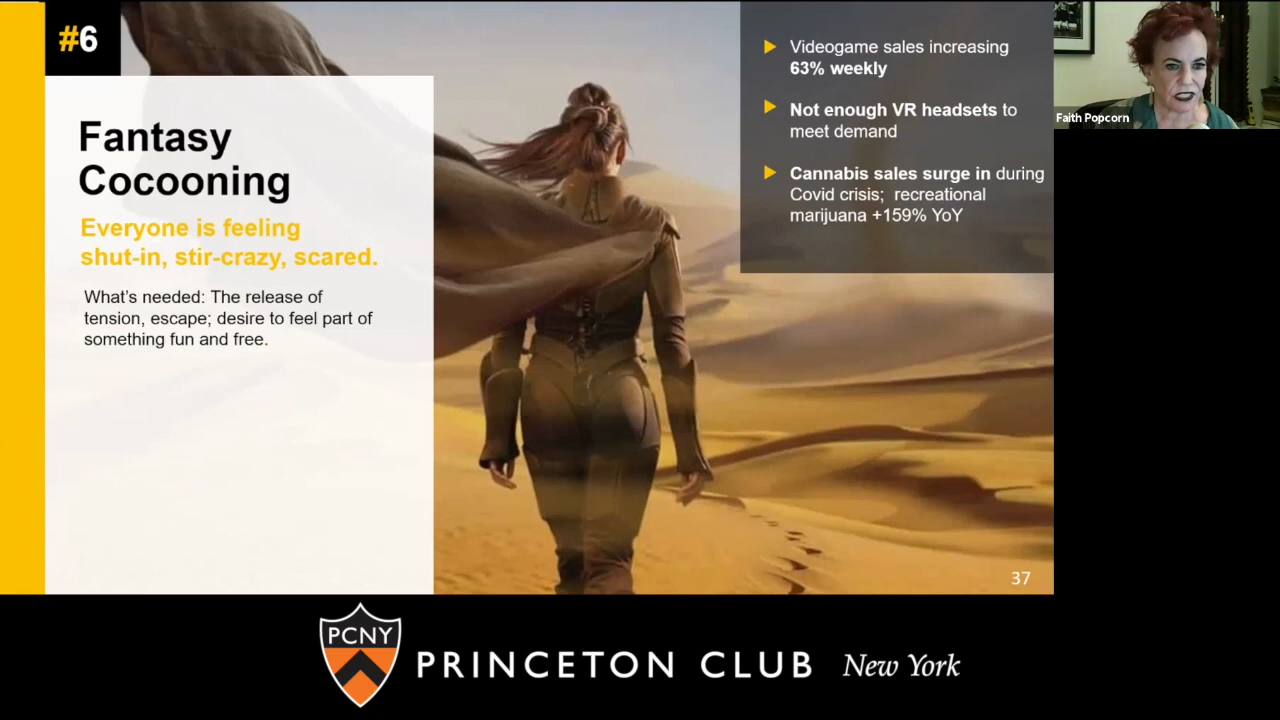 #6
Fantasy
Cocooning
Everyone is feeling
shut-in, stir-crazy, scared.
What's needed: The release of
tension, escape; desire to feel part of
something fun and free.
Videogame sales increasing
63% weekly
Not enough VR headsets to
meet demand
Cannabis sales surge in during
Covid crisis;  recreational
marijuana +159% YoY
37
Faith Popcorn
PCNY
PRINCETON CLUB New York